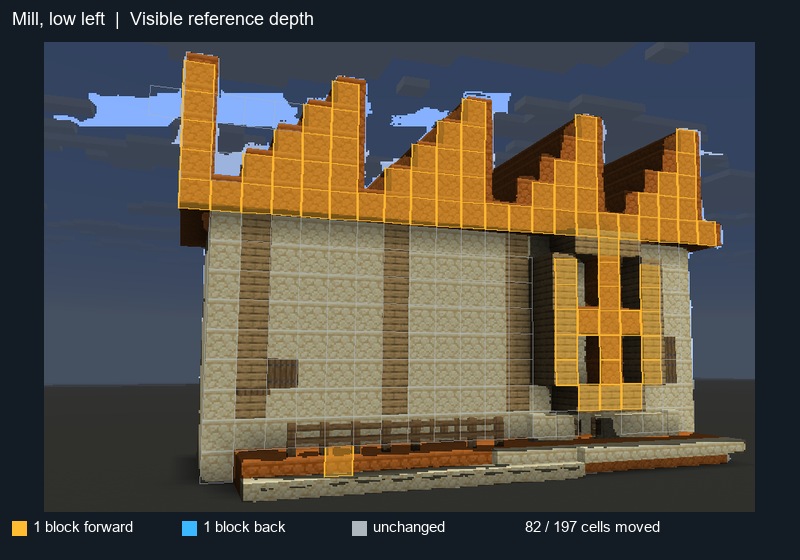 Mill, low left | Visible reference depth
1 block forward
1 block back
unchanged
82 / 197 cells moved